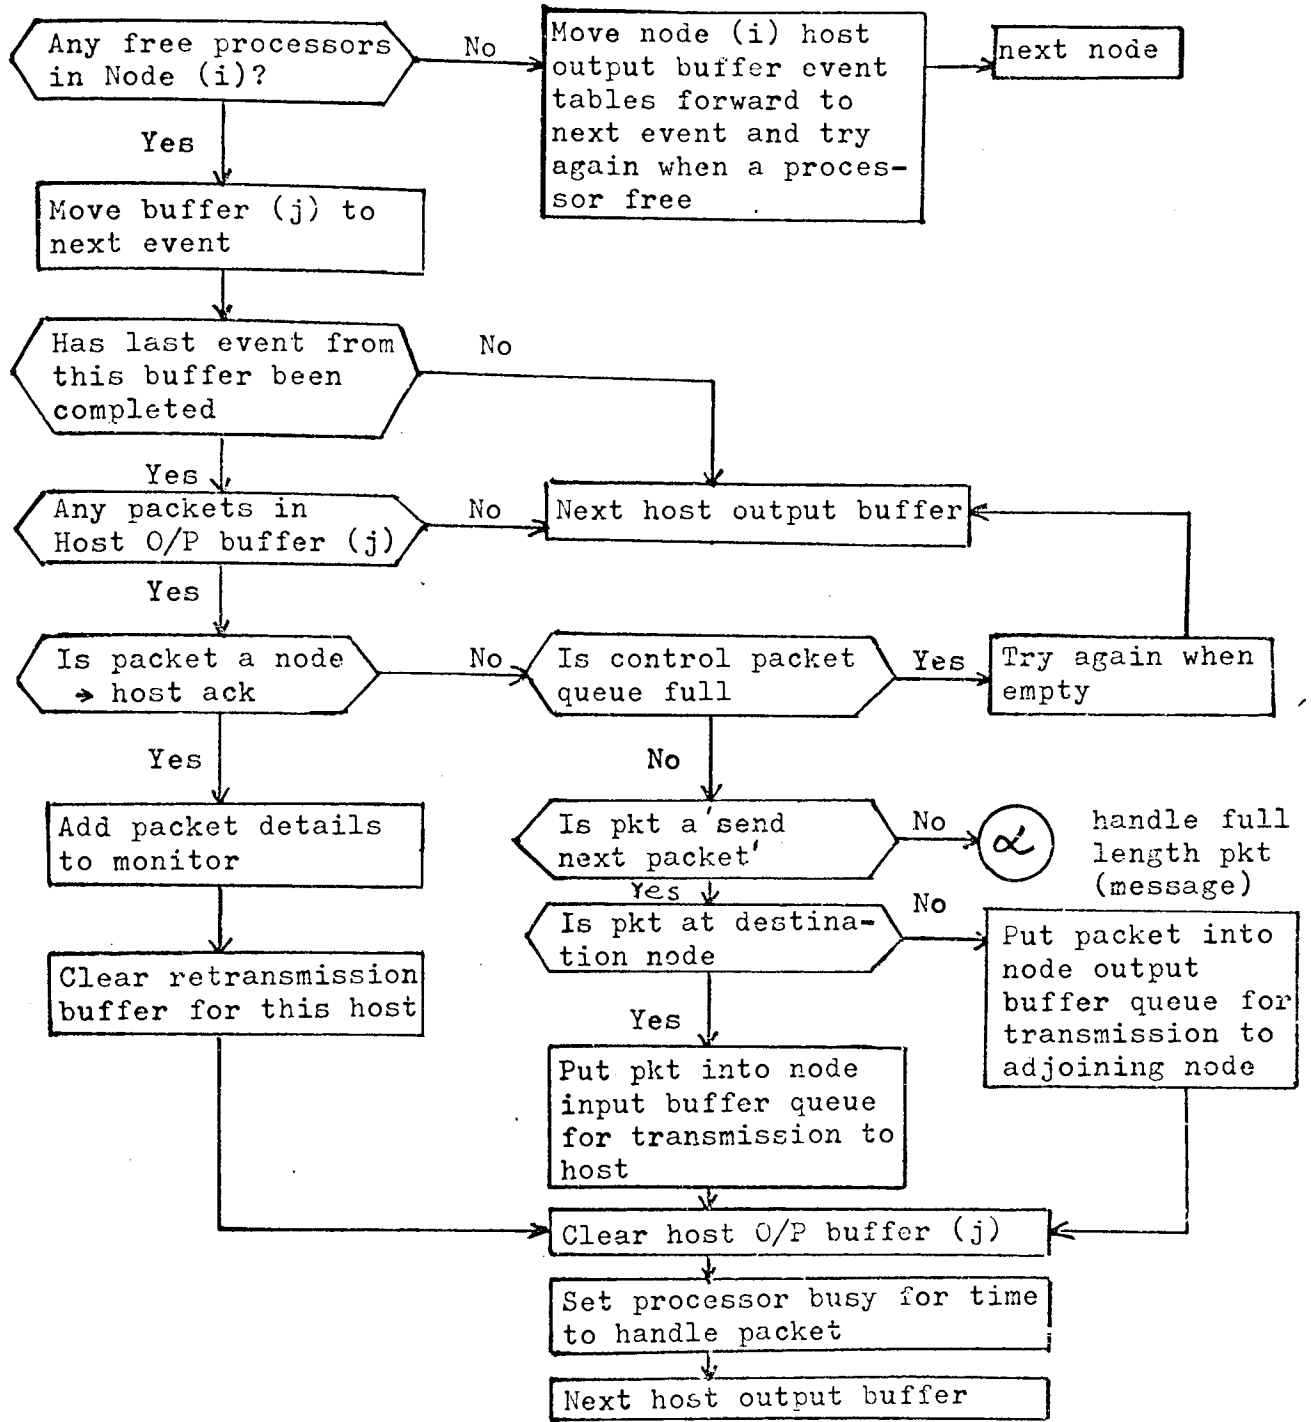 Any free processors
in Node (i)?
No
Move node (i) host
output buffer event
tables forward to
next event and try
again when a proces-
sor free
next node
Yes
Move buffer (j) to
next event
Has last event from
this buffer been
completed
No
Yes
Any packets in
Host O/P buffer (j)
No
Next host output buffer
Yes
Is packet a node
→ host ack
No
Is control packet
queue full
Yes
Try again when
empty
Yes
No
Add packet details
to monitor
Is pkt a 'send
next packet'
No
α
handle full
length pkt
(message)
Yes
Is pkt at destina-
tion node
No
Put packet into
node output
buffer queue for
transmission to
adjoining node
Clear retransmission
buffer for this host
Yes
Put pkt into node
input buffer queue
for transmission to
host
Clear host O/P buffer (j)
Set processor busy for time
to handle packet
Next host output buffer